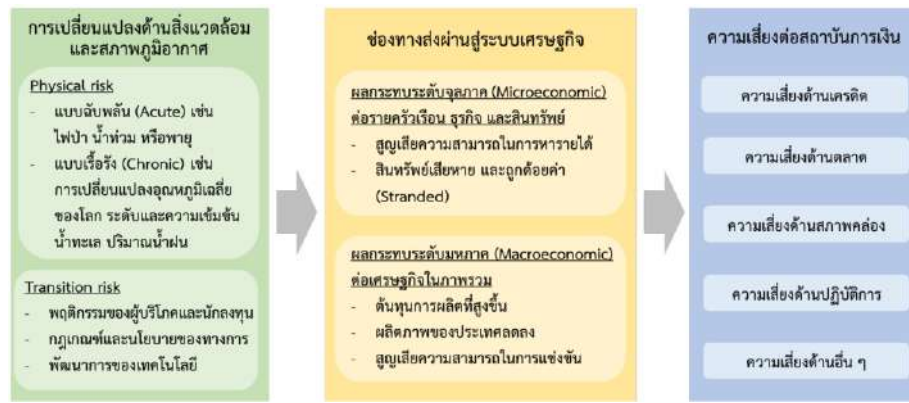 การเปลี่ยนแปลงด้านสิ่งแวดล้อม
และสภาพภูมิอากาศ
Physical risk
- แบบฉับพลัน (Acute) เช่น
ไฟป่า น้ำท่วม หรือพายุ
- แบบเรื้อรัง (Chronic) เช่น
การเปลี่ยนแปลงอุณหภูมิเฉลี่ย
ของโลก ระดับและความเข้มข้น
น้ำทะเล ปริมาณน้ำฝน
Transition risk
- พฤติกรรมของผู้บริโภคและนักลงทุน
- กฎเกณฑ์และนโยบายของทางการ
- พัฒนาการของเทคโนโลยี
ช่องทางส่งผ่านสู่ระบบเศรษฐกิจ
ผลกระทบระดับจุลภาค (Microeconomic)
ต่อรายครัวเรือน ธุรกิจ และสินทรัพย์
- สูญเสียความสามารถในการหารายได้
- สินทรัพย์เสียหาย และถูกด้อยค่า
(Stranded)
ผลกระทบระดับมหภาค (Macroeconomic)
ต่อเศรษฐกิจในภาพรวม
- ต้นทุนการผลิตที่สูงขึ้น
- ผลิตภาพของประเทศลดลง
- สูญเสียความสามารถในการแข่งขัน
ความเสี่ยงต่อสถาบันการเงิน
ความเสี่ยงด้านเครดิต
ความเสี่ยงด้านตลาด
ความเสี่ยงด้านสภาพคล่อง
ความเสี่ยงด้านปฏิบัติการ
ความเสี่ยงด้านอื่น ๆ